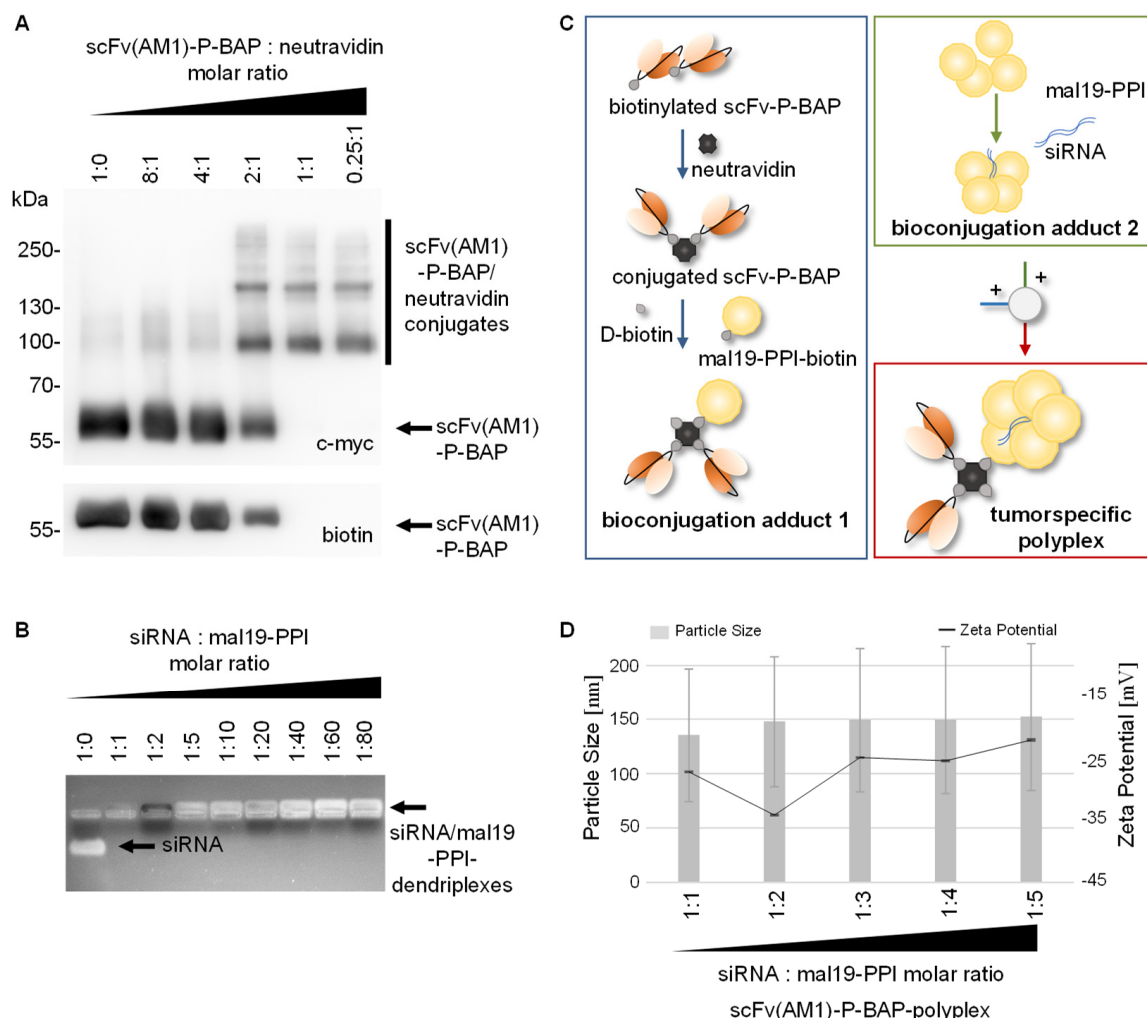 A
scFv(AM1)-P-BAP : neutravidin
molar ratio
1:0
8:1
4:1
2:1
1:1
0.25:1
kDa
250-
130-
100-
70-
55-
scFv(AM1)
-P-BAP/
neutravidin
conjugates
scFv(AM1)
-P-BAP
c-myc
55-
scFv(AM1)
-P-BAP
biotin
B
siRNA : mal19-PPI
molar ratio
1:0
1:1
1:2
1:5
1:10
1:20
1:40
1:60
1:80
siRNA
siRNA/mal19
-PPI-
dendriplexes
C
biotinylated scFv-P-BAP
neutravidin
conjugated scFv-P-BAP
D-biotin
mal19-PPI-biotin
bioconjugation adduct 1
mal19-PPI
siRNA
bioconjugation adduct 2
+
+
tumorspecific
polyplex
D
Particle Size
Zeta Potential
Particle Size [nm]
200
150
100
50
0
-15
-25
-35
-45
Zeta Potential [mV]
1:1
1:2
1:3
1:4
1:5
siRNA : mal19-PPI molar ratio
scFv(AM1)-P-BAP-polyplex